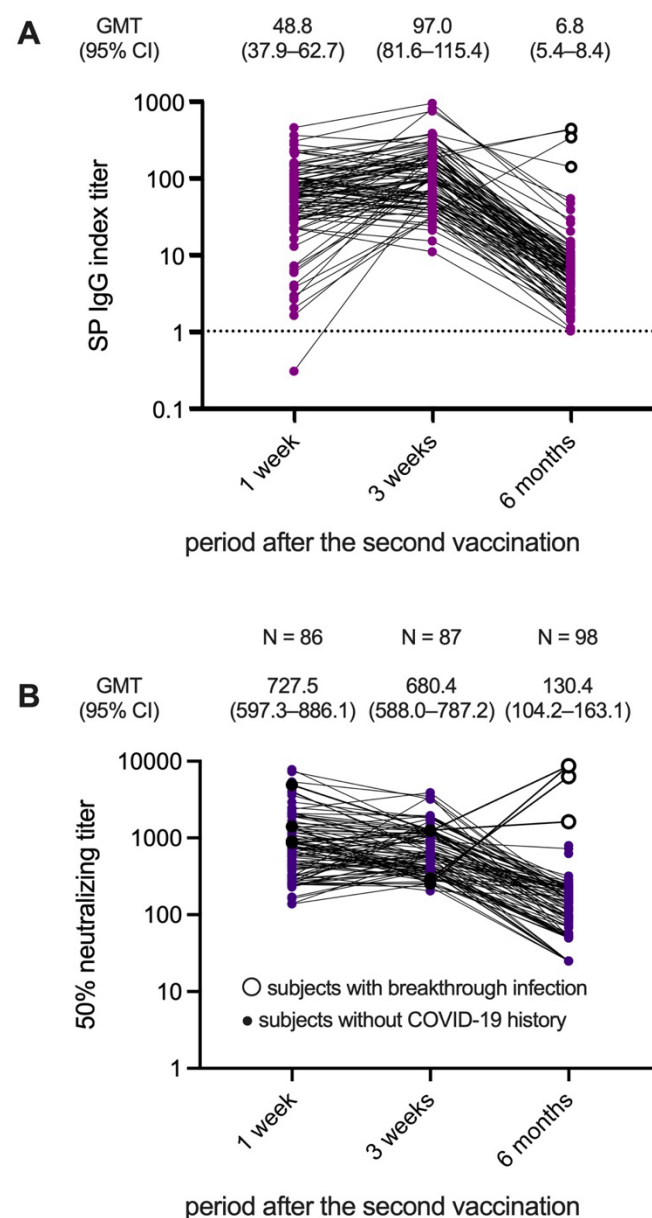 A
GMT 48.8 97.0 6.8
(95% CI) (37.9–62.7) (81.6–115.4) (5.4–8.4)
1000
100
10
1
0.1
SP IgG index titer
1 week 3 weeks 6 months
period after the second vaccination
N = 86 N = 87 N = 98
B
GMT 727.5 680.4 130.4
(95% CI) (597.3–886.1) (588.0–787.2) (104.2–163.1)
10000
1000
100
10
1
50% neutralizing titer
subjects with breakthrough infection
subjects without COVID-19 history
1 week 3 weeks 6 months
period after the second vaccination